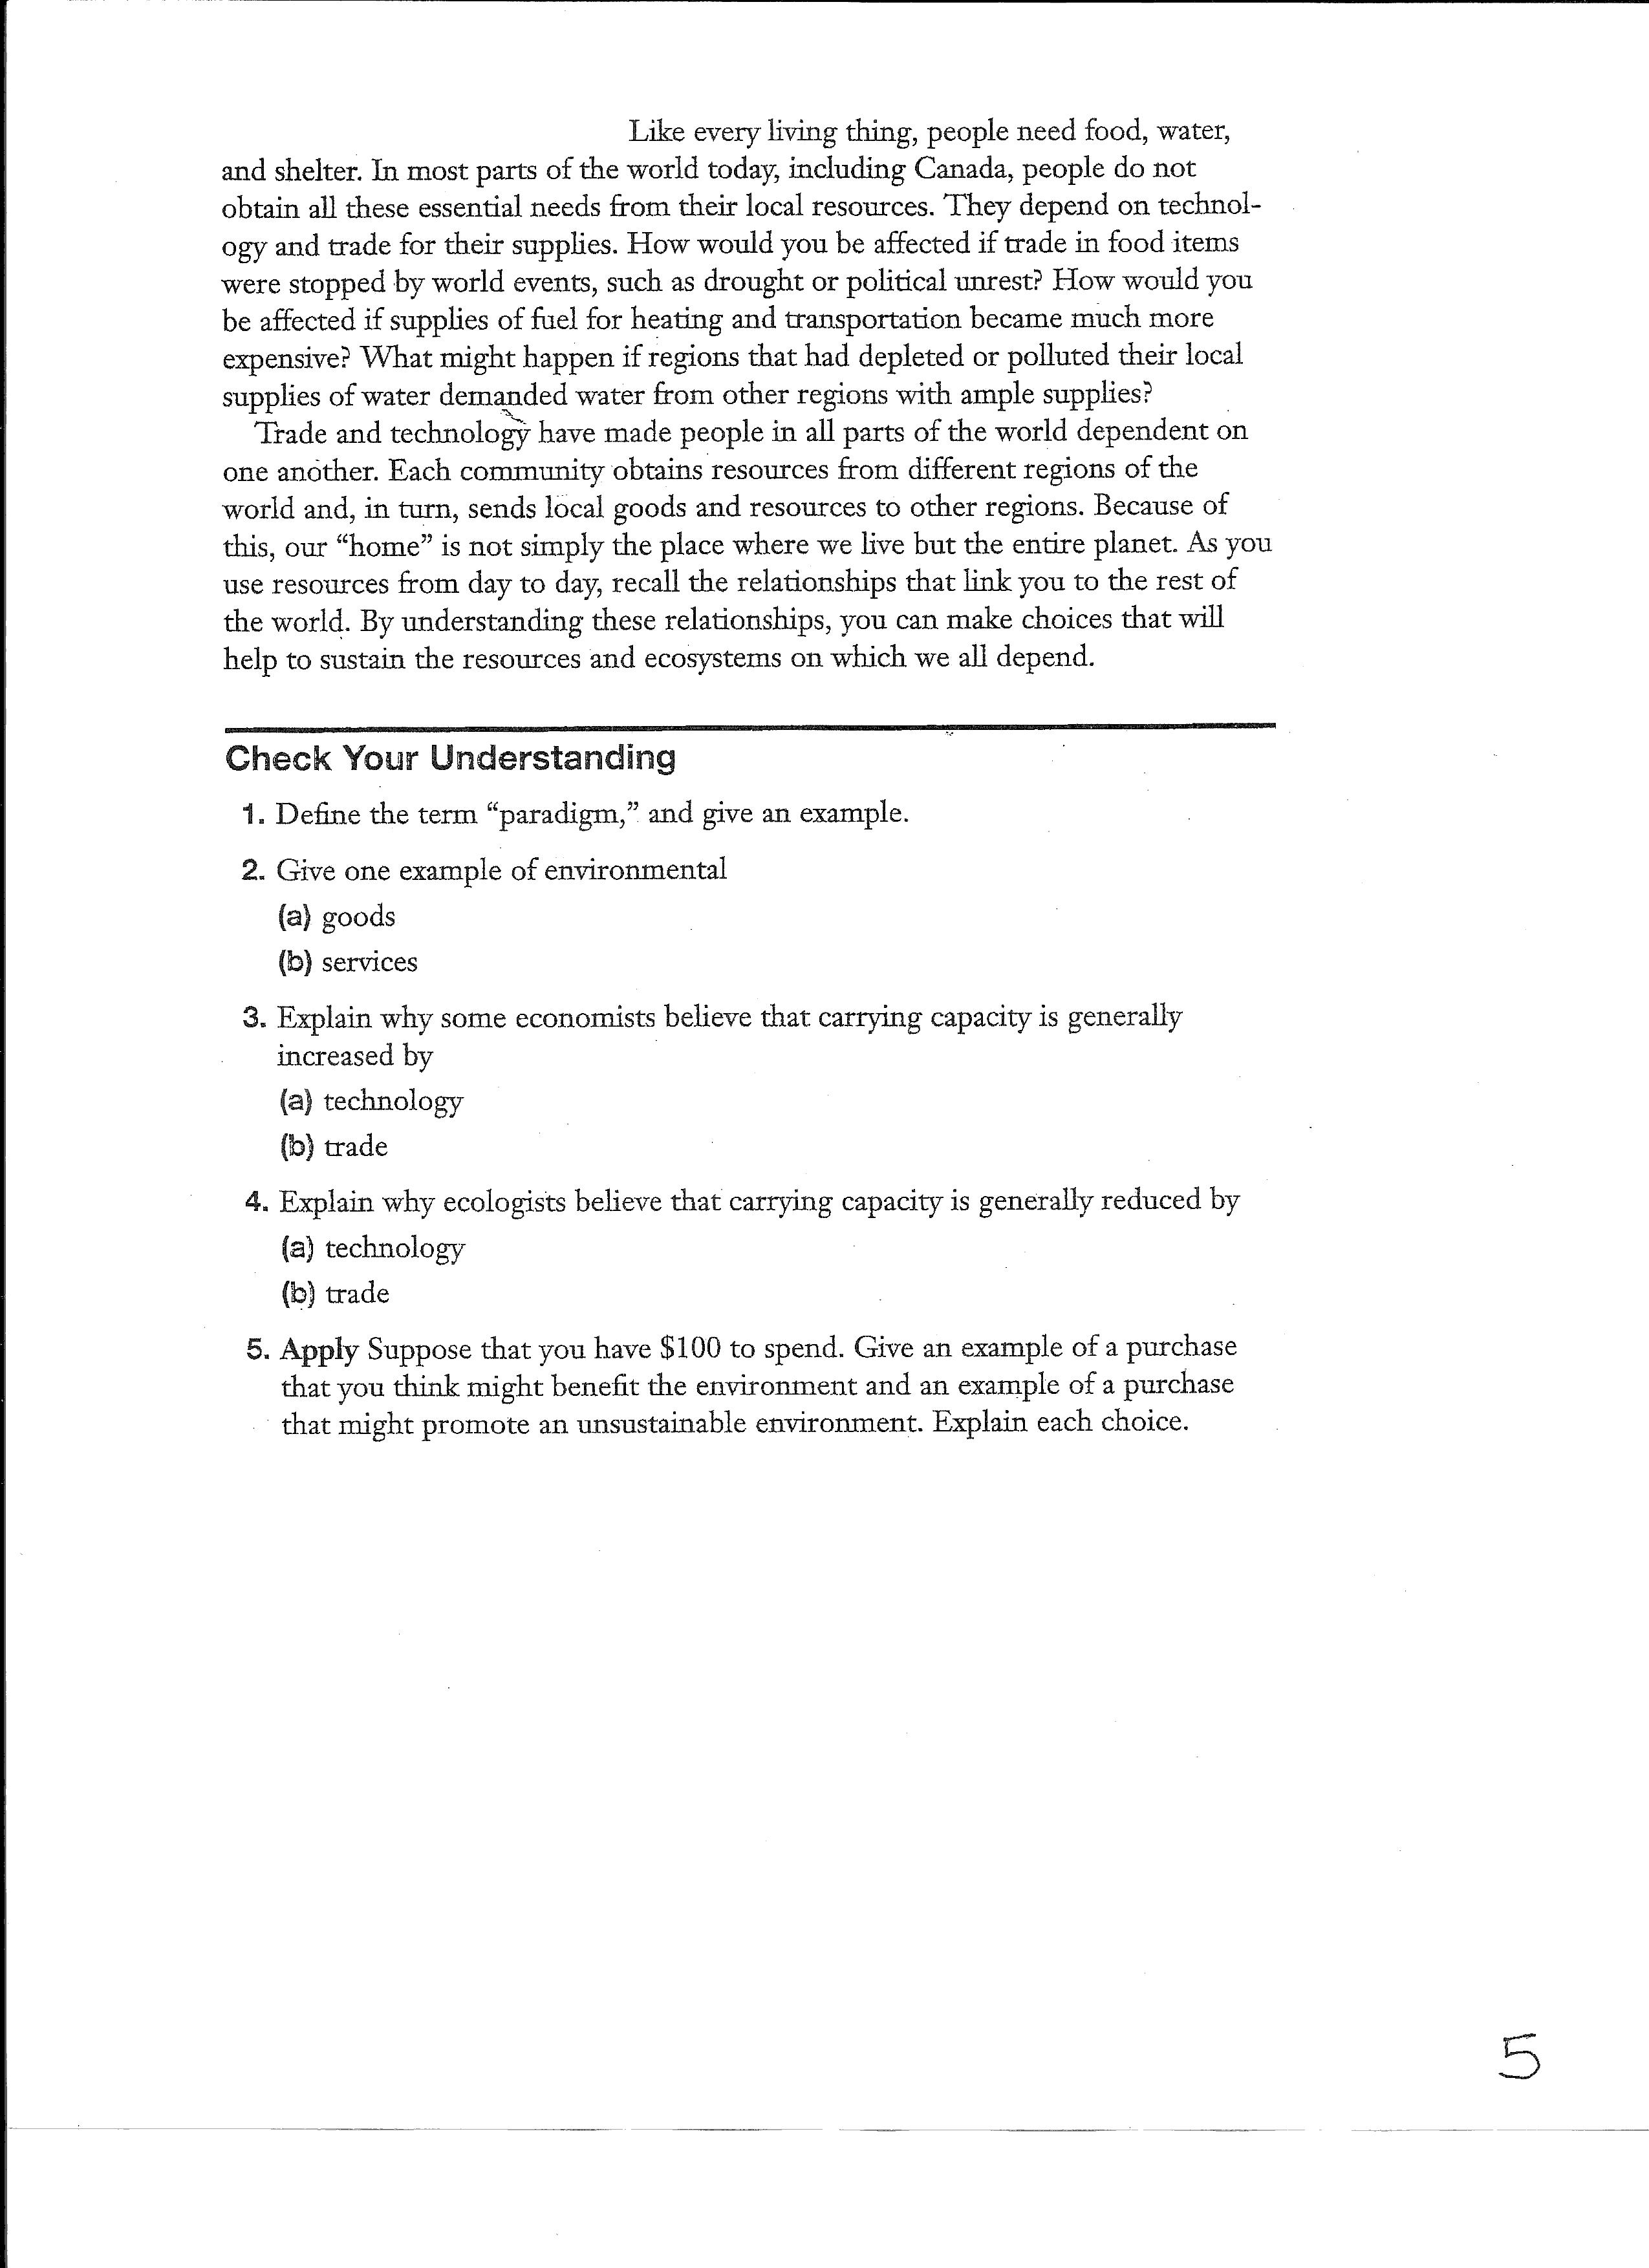 Like every living thing, people need food, water,
and shelter. In most parts of the world today, including Canada, people do not
obtain all these essential needs from their local resources. They depend on technol-
ogy and trade for their supplies. How would you be affected if trade in food items
were stopped by world events, such as drought or political unrest? How would you
be affected if supplies of fuel for heating and transportation became much more
expensive? What might happen if regions that had depleted or polluted their local
supplies of water demanded water from other regions with ample supplies?
Trade and technology have made people in all parts of the world dependent on
one another. Each community obtains resources from different regions of the
world and, in turn, sends local goods and resources to other regions. Because of
this, our “home” is not simply the place where we live but the entire planet. As you
use resources from day to day, recall the relationships that link you to the rest of
the world. By understanding these relationships, you can make choices that will
help to sustain the resources and ecosystems on which we all depend.
Check Your Understanding
1. Define the term “paradigm,” and give an example.
2. Give one example of environmental
(a) goods
(b) services
3. Explain why some economists believe that carrying capacity is generally
increased by
(a) technology
(b) trade
4. Explain why ecologists believe that carrying capacity is generally reduced by
(a) technology
(b) trade
5. Apply Suppose that you have $100 to spend. Give an example of a purchase
that you think might benefit the environment and an example of a purchase
that might promote an unsustainable environment. Explain each choice.
5